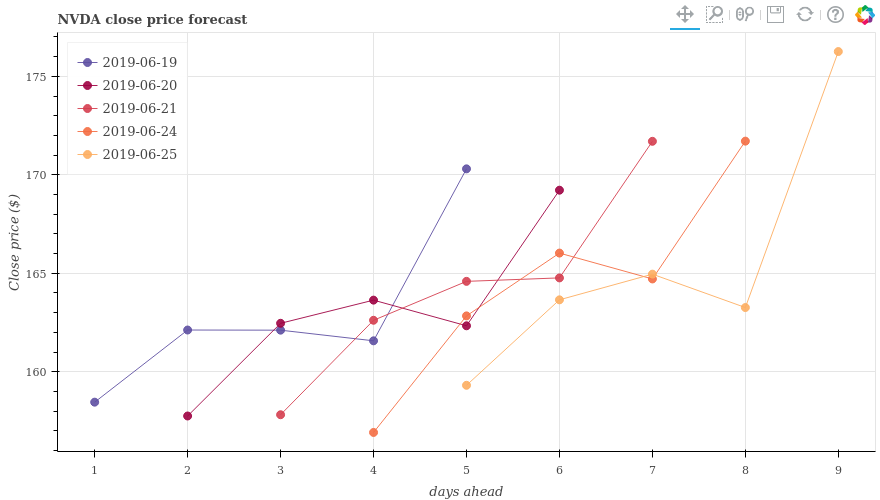 NVDA close price forecast
2019-06-19
2019-06-20
2019-06-21
2019-06-24
2019-06-25
175
170
165
160
Close price ($)
1 2 3 4 5 6 7 8 9
days ahead